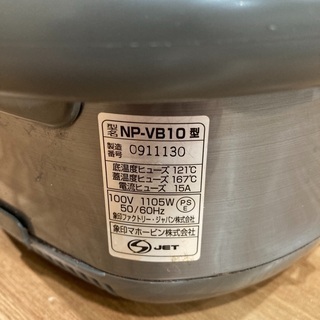 型名 NP-VB10 型
製造番号 0911130
底温度ヒューズ 121℃
蓋温度ヒューズ 167℃
電流ヒューズ 15A
100V 1105W
50/60Hz
PS E
象印ファクトリー・ジャパン株式会社
象印マホービン株式会社
S JET